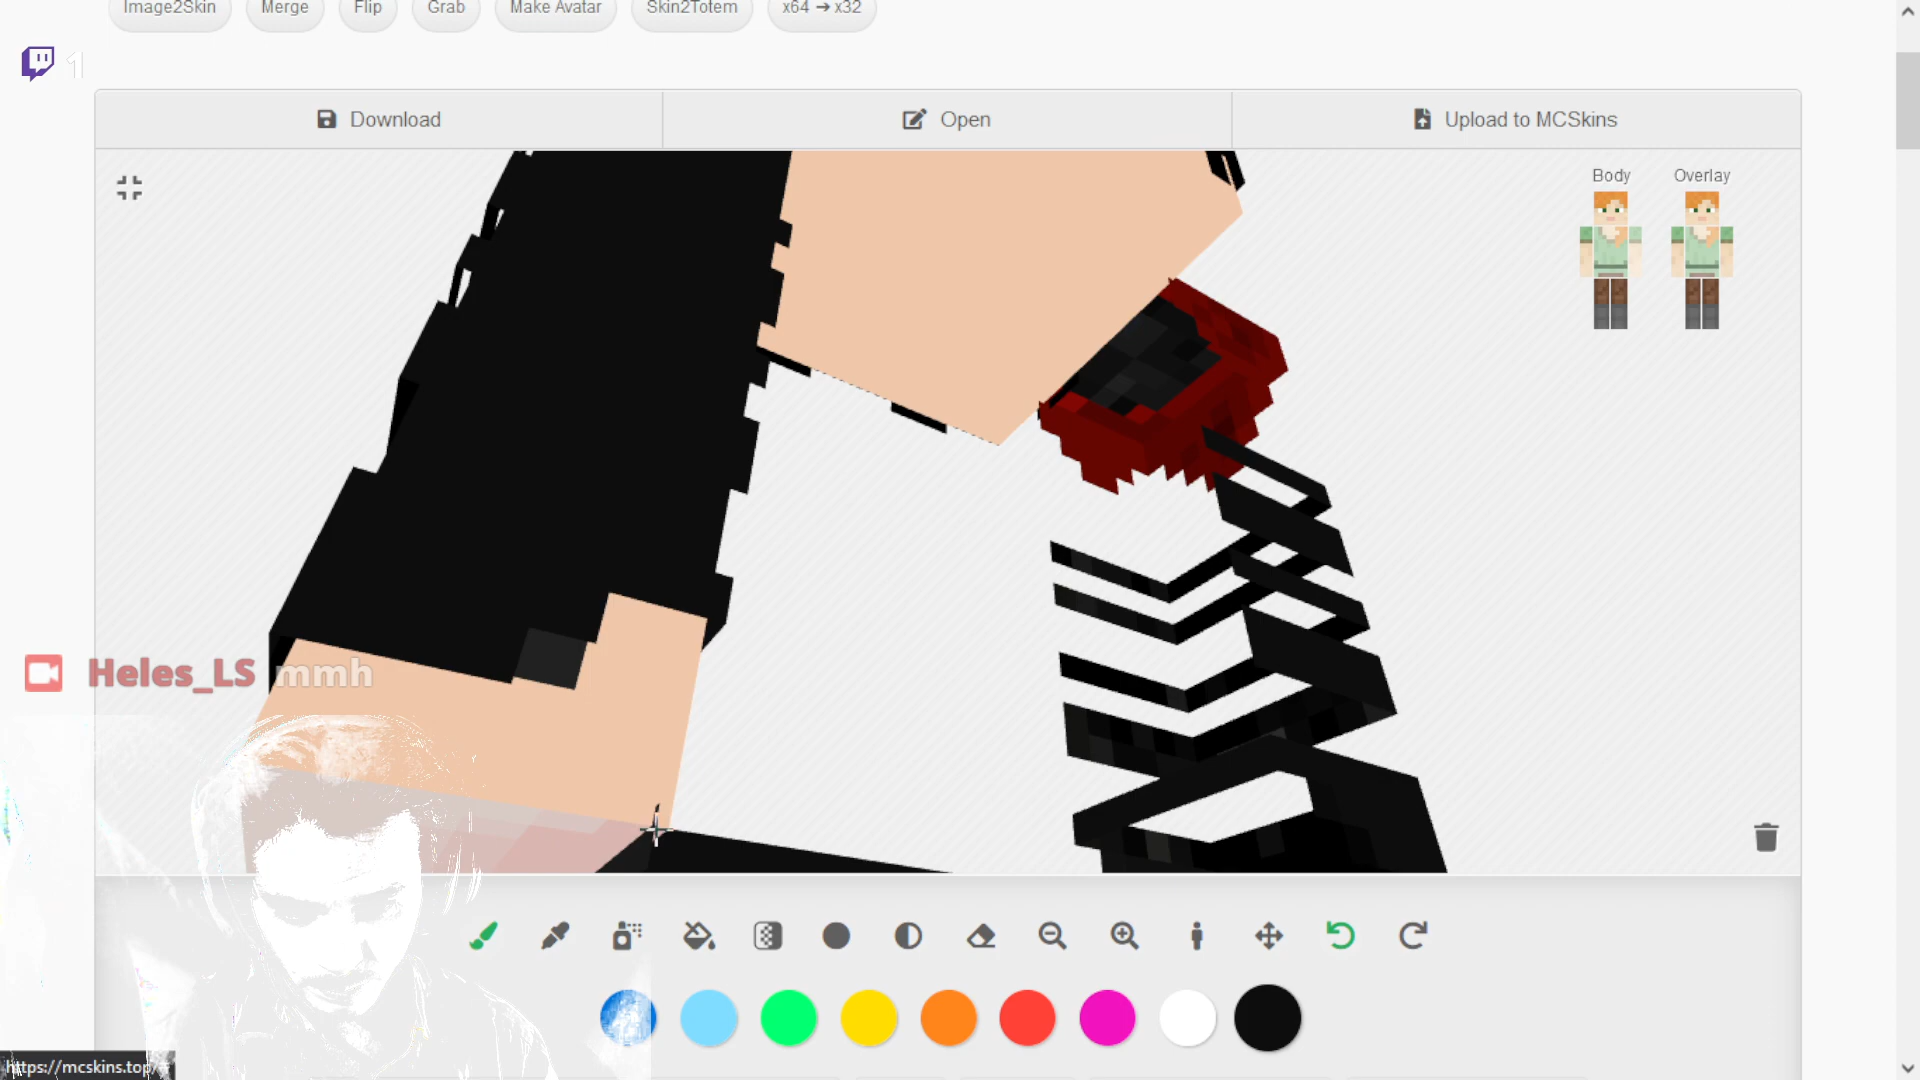 Image2Skin Merge Flip Grab Make Avatar Skin2Totem x64 → x32
1
Download Open Upload to MCSkins
Body Overlay
Heles_LS mmh
https://mcskins.top/#